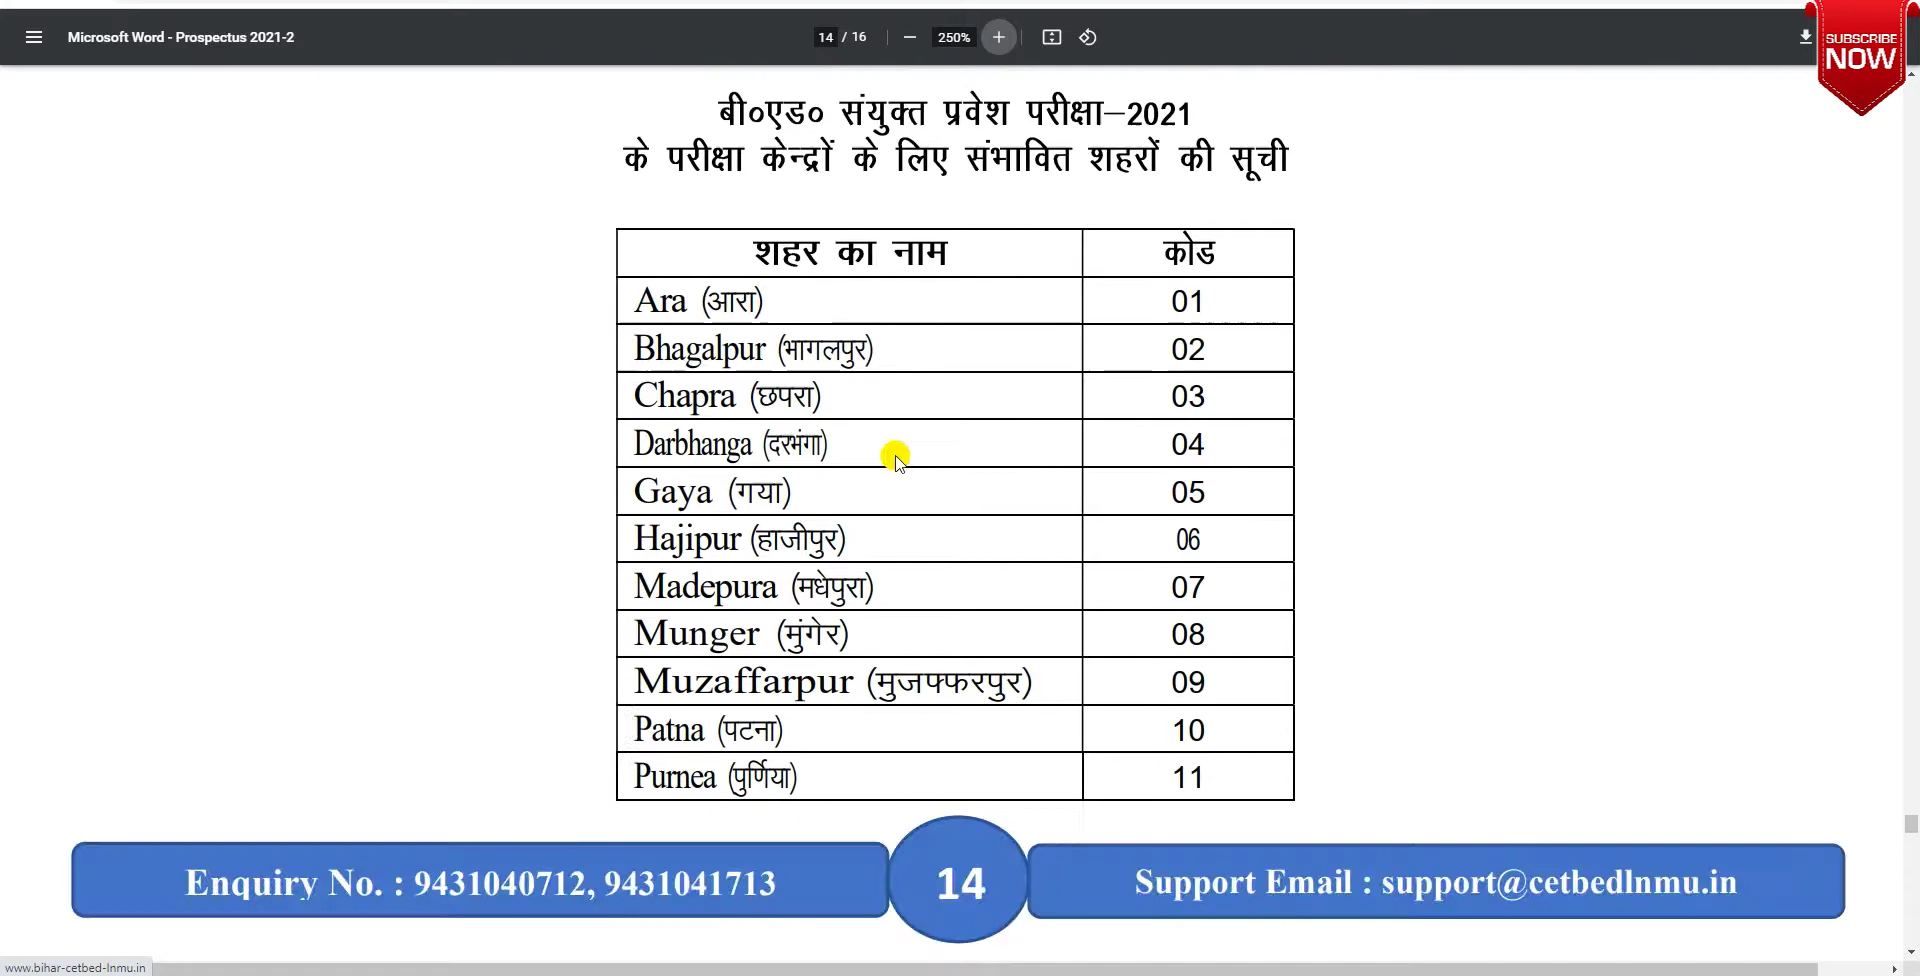 Microsoft Word - Prospectus 2021-2
14 / 16
250%
SUBSCRIBE
NOW
बी०एड० संयुक्त प्रवेश परीक्षा–2021
के परीक्षा केन्द्रों के लिए संभावित शहरों की सूची
शहर का नाम कोड
Ara (आरा) 01
Bhagalpur (भागलपुर) 02
Chapra (छपरा) 03
Darbhanga (दरभंगा) 04
Gaya (गया) 05
Hajipur (हाजीपुर) 06
Madepura (मधेपुरा) 07
Munger (मुंगेर) 08
Muzaffarpur (मुजफ्फरपुर) 09
Patna (पटना) 10
Purnea (पुर्णिया) 11
Enquiry No. : 9431040712, 9431041713
14
Support Email : support@cetbedlnmu.in
www.bihar-cetbed-lnmu.in